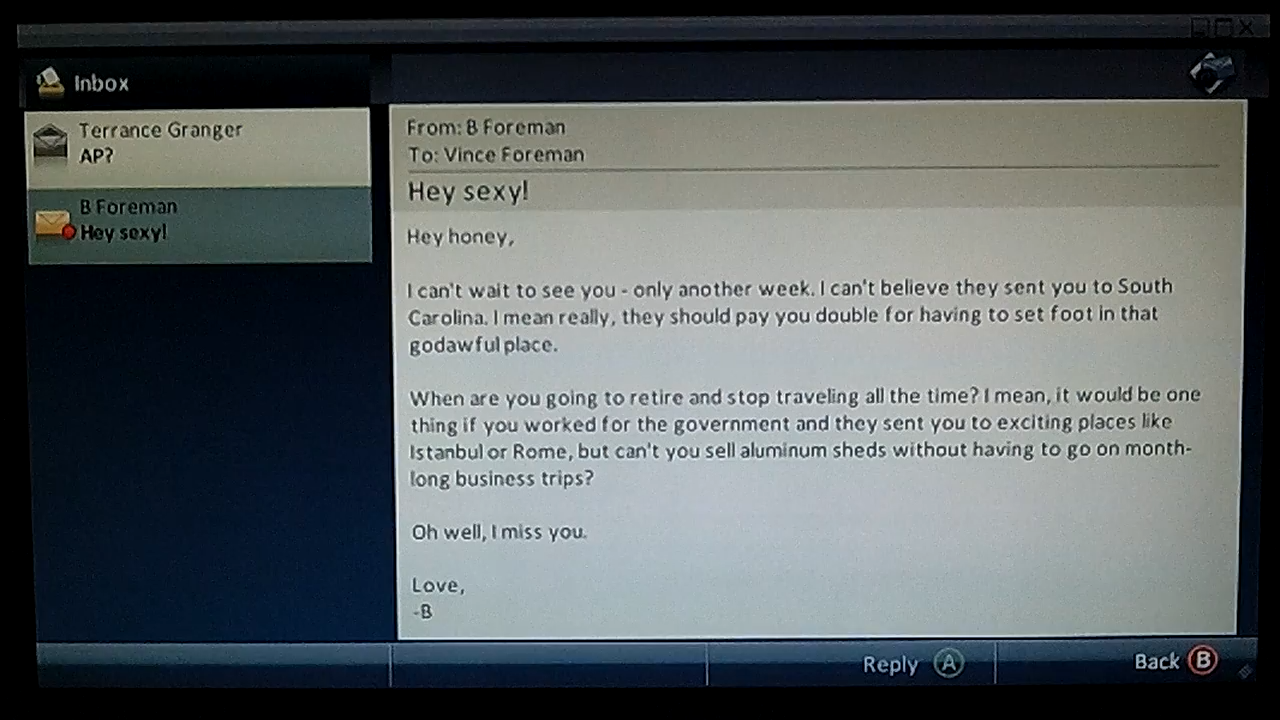 Inbox
Terrance Granger
AP?
B Foreman
Hey sexy!
From: B Foreman
To: Vince Foreman
Hey sexy!
Hey honey,
I can't wait to see you - only another week. I can't believe they sent you to South
Carolina. I mean really, they should pay you double for having to set foot in that
godawful place.
When are you going to retire and stop traveling all the time? I mean, it would be one
thing if you worked for the government and they sent you to exciting places like
Istanbul or Rome, but can't you sell aluminum sheds without having to go on month-
long business trips?
Oh well, I miss you.
Love,
-B
Reply A
Back B